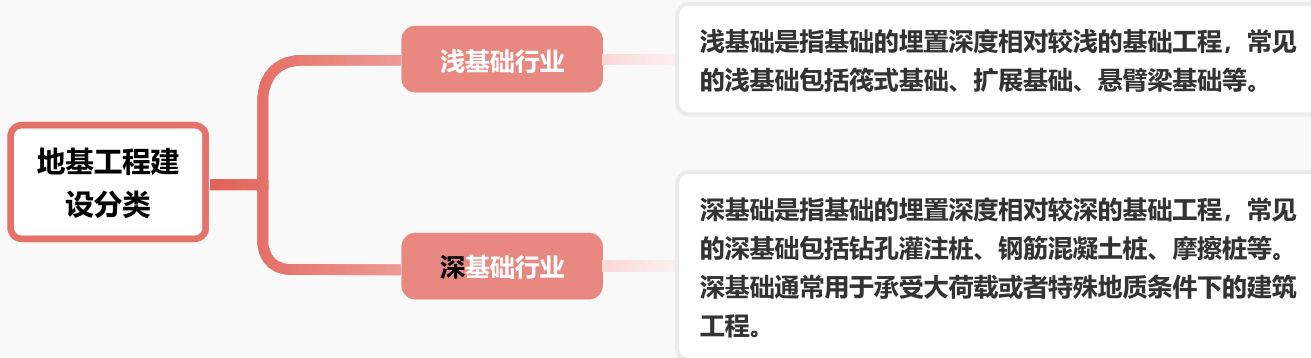 地基工程建
设分类
浅基础行业
浅基础是指基础的埋置深度相对较浅的基础工程，常见
的浅基础包括筏式基础、扩展基础、悬臂梁基础等。
深基础行业
深基础是指基础的埋置深度相对较深的基础工程，常见
的深基础包括钻孔灌注桩、钢筋混凝土桩、摩擦桩等。
深基础通常用于承受大荷载或者特殊地质条件下的建筑
工程。